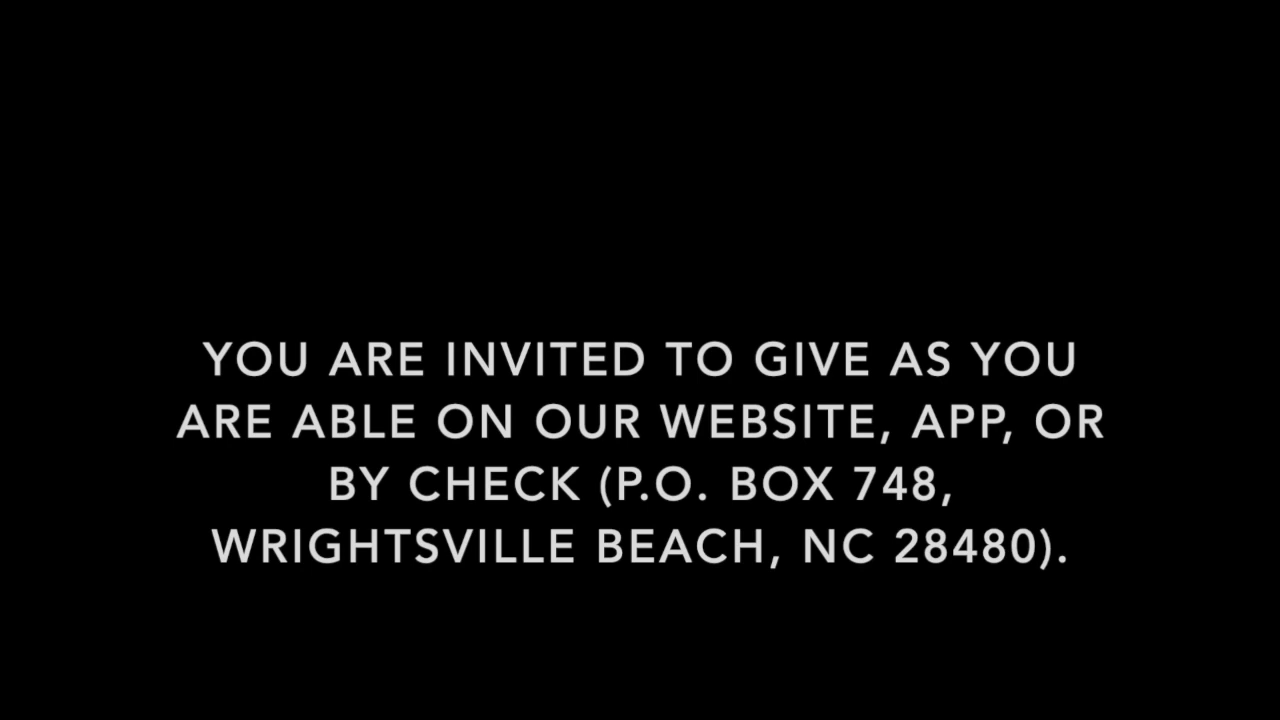 YOU ARE INVITED TO GIVE AS YOU
ARE ABLE ON OUR WEBSITE, APP, OR
BY CHECK (P.O. BOX 748,
WRIGHTSVILLE BEACH, NC 28480).